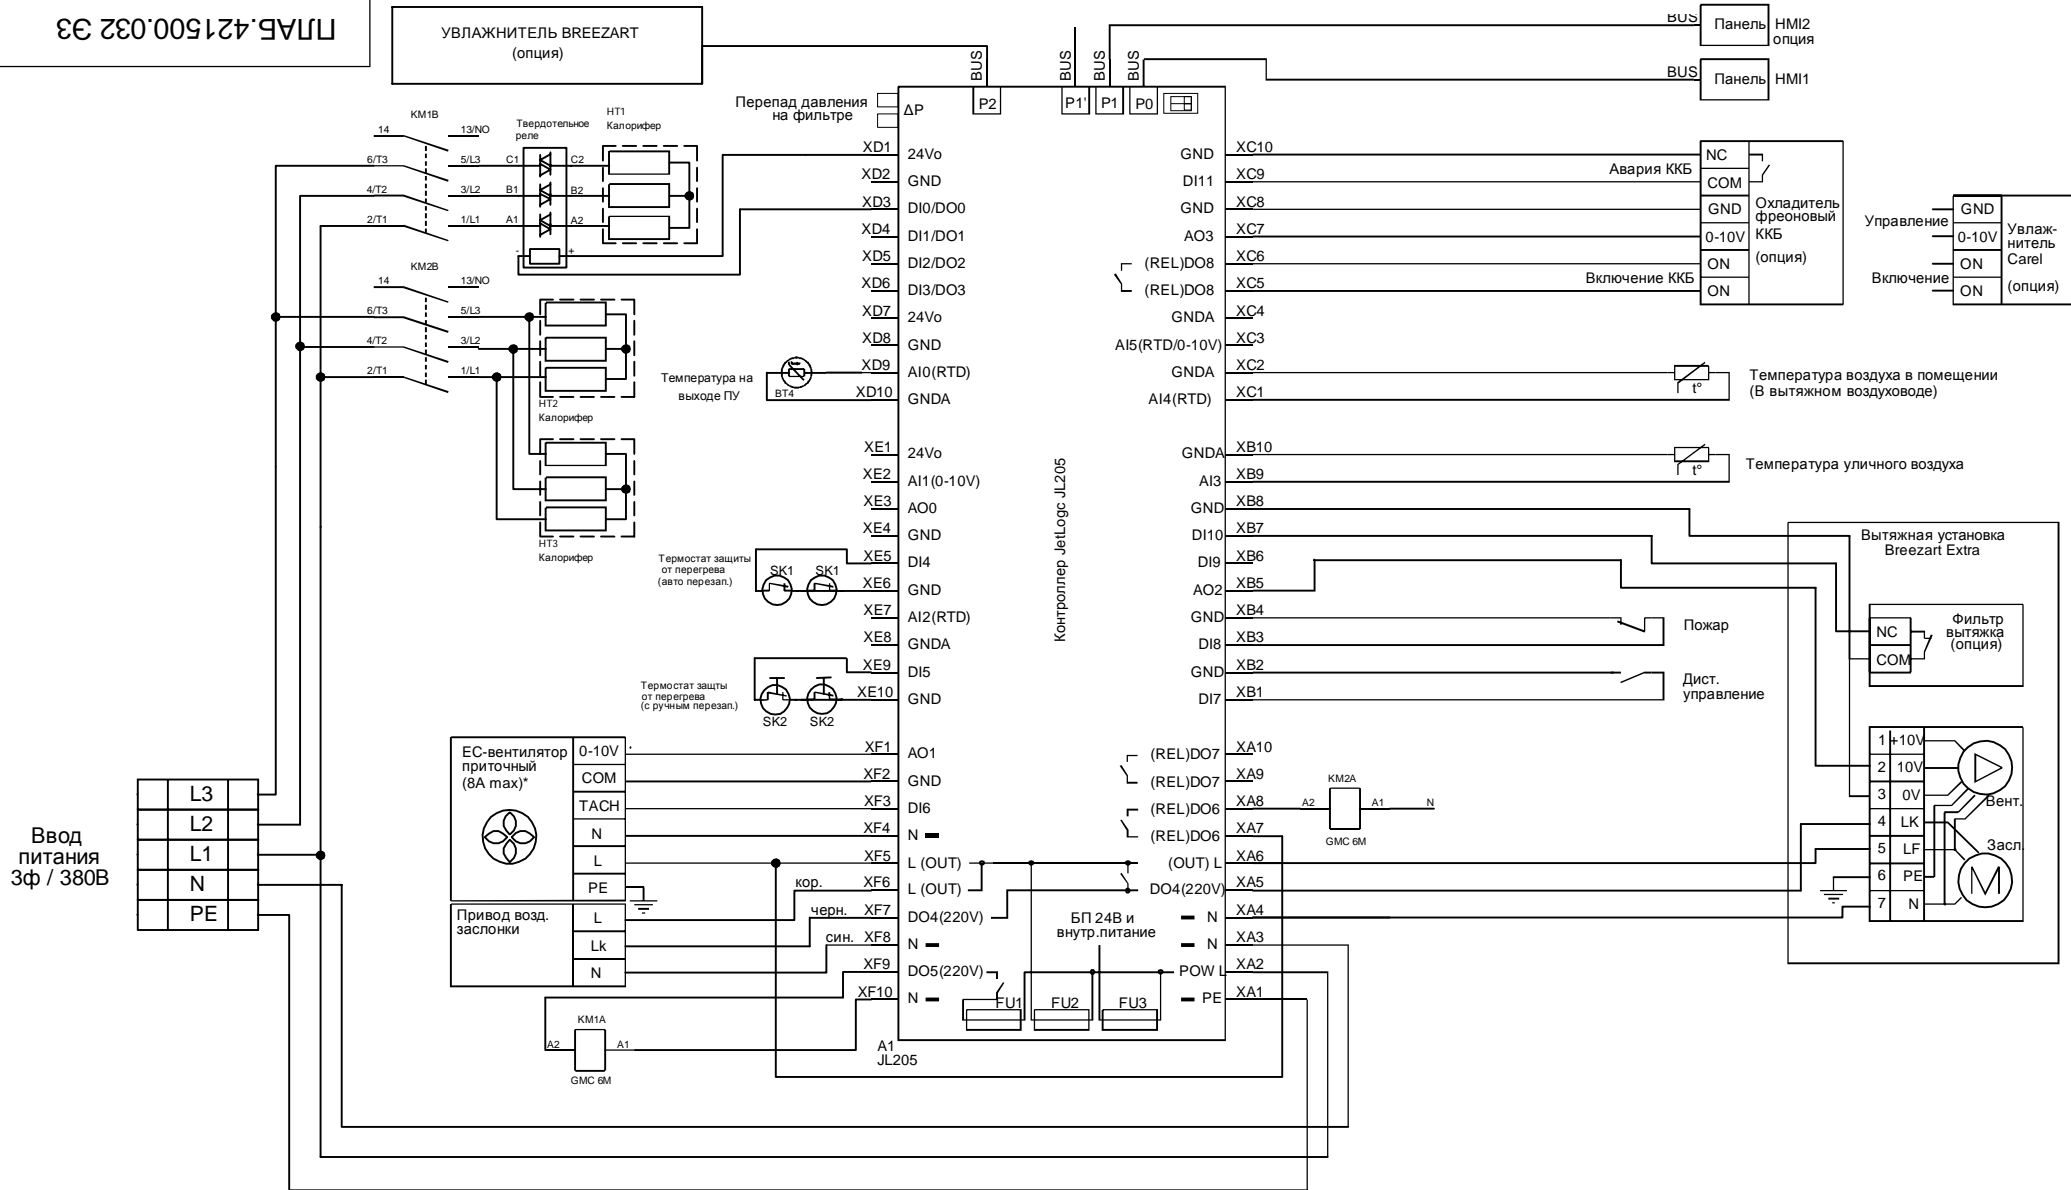 ПЛАБ.421500.032 ЭЗ
УВЛАЖНИТЕЛЬ BREEZART
(опция)
BUS
BUS
BUS
BUS
BUS
Панель
HMI2
опция
BUS
Панель
HMI1
Перепад давления
на фильтре
ΔP
P2
P1'
P1
P0
KM1B
14
13/NO
6/T3
5/L3
4/T2
3/L2
2/T1
1/L1
Твердотельное
реле
C1
C2
B1
B2
A1
A2
-
+
HT1
Калорифер
KM2B
14
13/NO
6/T3
5/L3
4/T2
3/L2
2/T1
1/L1
HT2
Калорифер
HT3
Калорифер
XD1 24Vo
XD2 GND
XD3 DI0/DO0
XD4 DI1/DO1
XD5 DI2/DO2
XD6 DI3/DO3
XD7 24Vo
XD8 GND
XD9 AI0(RTD)
XD10 GNDA
Температура на
выходе ПУ
BT4
XE1 24Vo
XE2 AI1(0-10V)
XE3 AO0
XE4 GND
XE5 DI4
XE6 GND
XE7 AI2(RTD)
XE8 GNDA
XE9 DI5
XE10 GND
Термостат защиты
от перегрева
(авто перезап.)
SK1
SK1
Термостат защты
от перегрева
(с ручным перезап.)
SK2
SK2
XF1 AO1
XF2 GND
XF3 DI6
XF4 N
XF5 L (OUT)
XF6 L (OUT)
XF7 DO4(220V)
XF8 N
XF9 DO5(220V)
XF10 N
ЕС-вентилятор
приточный
(8A max)*
0-10V
COM
TACH
N
L
PE
Привод возд.
заслонки
L
Lk
N
кор.
черн.
син.
KM1A
A2
A1
GMC 6M
Ввод
питания
3ф / 380В
L3
L2
L1
N
PE
Контроллер JetLogc JL205
A1
JL205
БП 24В и
внутр.питание
FU1
FU2
FU3
GND XC10
DI11 XC9
GND XC8
AO3 XC7
(REL)DO8 XC6
(REL)DO8 XC5
GNDA XC4
AI5(RTD/0-10V) XC3
GNDA XC2
AI4(RTD) XC1
GNDA XB10
AI3 XB9
GND XB8
DI10 XB7
DI9 XB6
AO2 XB5
GND XB4
DI8 XB3
GND XB2
DI7 XB1
(REL)DO7 XA10
(REL)DO7 XA9
(REL)DO6 XA8
(REL)DO6 XA7
(OUT) L XA6
DO4(220V) XA5
N XA4
N XA3
POW L XA2
PE XA1
KM2A
A2
A1
N
GMC 6M
Авария ККБ
Включение ККБ
NC
COM
GND
0-10V
ON
ON
Охладитель
фреоновый
ККБ
(опция)
Управление
Включение
GND
0-10V
ON
ON
Увлаж-
нитель
Carel
(опция)
t°
Температура воздуха в помещении
(В вытяжном воздуховоде)
t°
Температура уличного воздуха
Пожар
Дист.
управление
Вытяжная установка
Breezart Extra
NC
COM
Фильтр
вытяжка
(опция)
1 +10V
2 10V
3 0V
4 LK
5 LF
6 PE
7 N
Вент.
Засл.
M